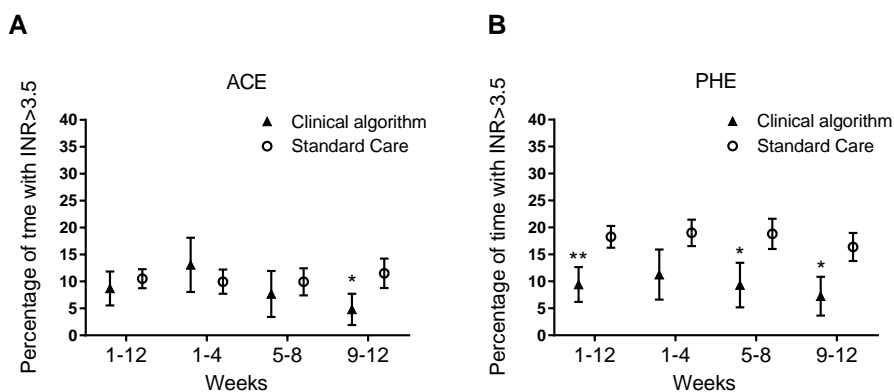 A
ACE
Percentage of tme with INR>3.5
40
35
30
25
20
15
10
5
0
Clinical algorithm
Standard Care
*
1-12
1-4
5-8
9-12
Weeks
B
PHE
Percentage of time with INR>3.5
40
35
30
25
20
15
10
5
0
Clinical algorithm
Standard Care
**
*
*
1-12
1-4
5-8
9-12
Weeks